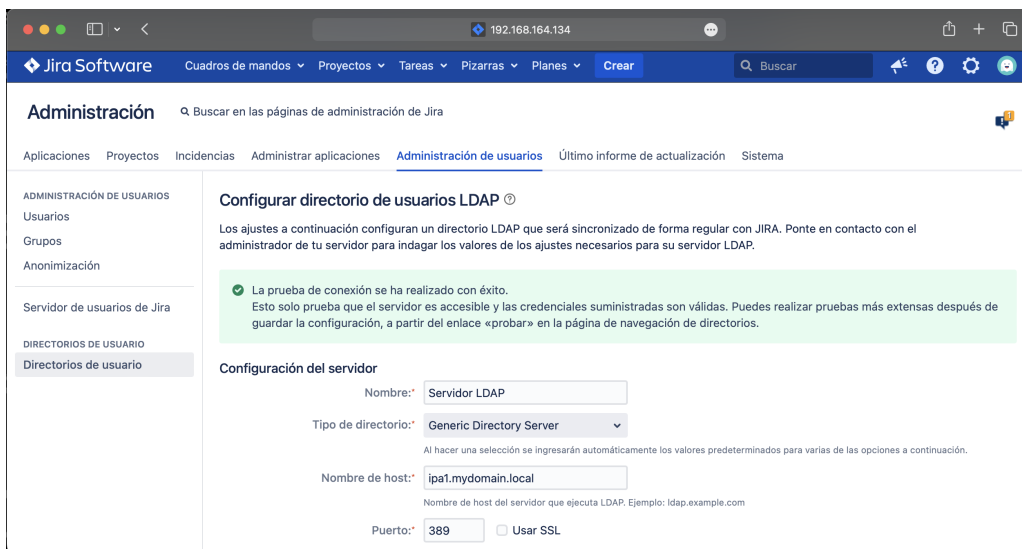 192.168.164.134
Jira Software
Cuadros de mandos Proyectos Tareas Pizarras Planes Crear Buscar
Administración Buscar en las páginas de administración de Jira
Aplicaciones Proyectos Incidencias Administrar aplicaciones Administración de usuarios Último informe de actualización Sistema
ADMINISTRACIÓN DE USUARIOS
Usuarios
Grupos
Anonimización
Servidor de usuarios de Jira
DIRECTORIOS DE USUARIO
Directorios de usuario
Configurar directorio de usuarios LDAP
Los ajustes a continuación configuran un directorio LDAP que será sincronizado de forma regular con JIRA. Ponte en contacto con el
administrador de tu servidor para indagar los valores de los ajustes necesarios para su servidor LDAP.
La prueba de conexión se ha realizado con éxito.
Esto solo prueba que el servidor es accesible y las credenciales suministradas son válidas. Puedes realizar pruebas más extensas después de
guardar la configuración, a partir del enlace «probar» en la página de navegación de directorios.
Configuración del servidor
Nombre:* Servidor LDAP
Tipo de directorio:* Generic Directory Server
Al hacer una selección se ingresarán automáticamente los valores predeterminados para varias de las opciones a continuación.
Nombre de host:* ipa1.mydomain.local
Nombre de host del servidor que ejecuta LDAP. Ejemplo: ldap.example.com
Puerto:* 389 Usar SSL